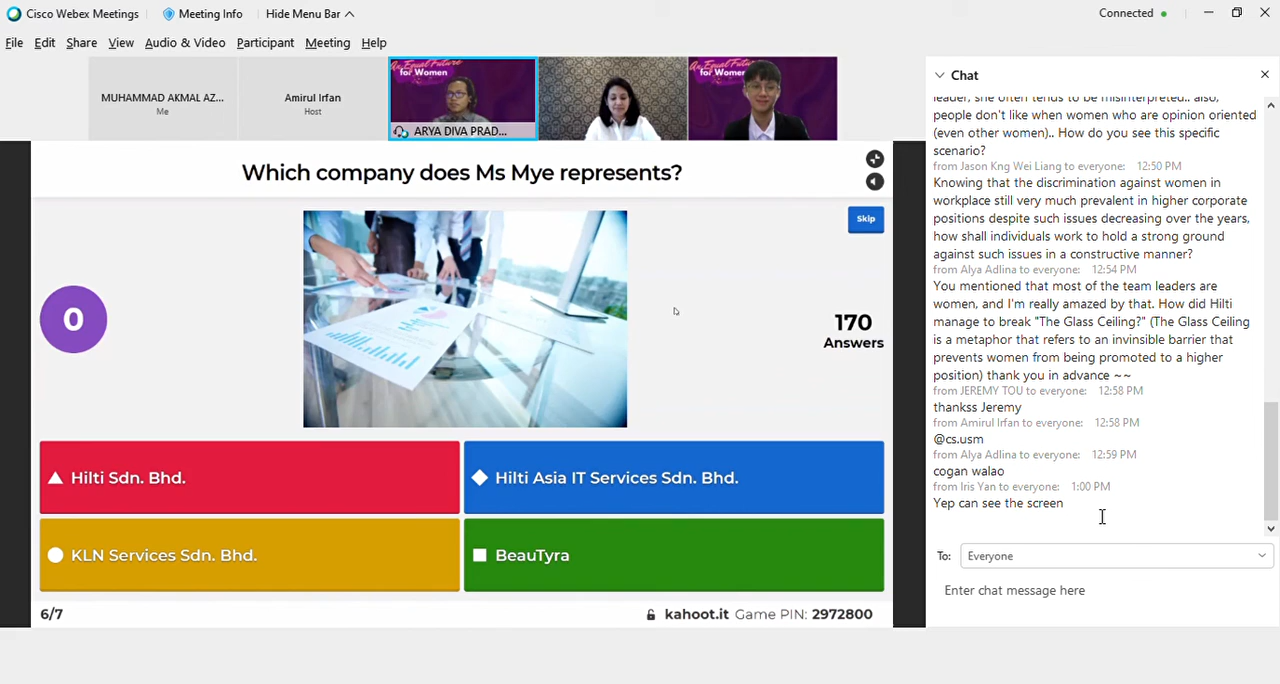 Cisco Webex Meetings
Meeting Info
Hide Menu Bar
Connected
File Edit Share View Audio & Video Participant Meeting Help
MUHAMMAD AKMAL AZ...
Me
Amirul Irfan
Host
An Equal Future
for Women
ARYA DIVA PRAD...
for Women
Which company does Ms Mye represents?
Skip
0
170
Answers
Hilti Sdn. Bhd.
Hilti Asia IT Services Sdn. Bhd.
KLN Services Sdn. Bhd.
BeauTyra
6/7
kahoot.it Game PIN: 2972800
Chat
leader, she often tends to be misinterpreted.. also,
people don't like when women who are opinion oriented
(even other women).. How do you see this specific
scenario?
from Jason Kng Wei Liang to everyone: 12:50 PM
Knowing that the discrimination against women in
workplace still very much prevalent in higher corporate
positions despite such issues decreasing over the years,
how shall individuals work to hold a strong ground
against such issues in a constructive manner?
from Alya Adlina to everyone: 12:54 PM
You mentioned that most of the team leaders are
women, and I'm really amazed by that. How did Hilti
manage to break "The Glass Ceiling?" (The Glass Ceiling
is a metaphor that refers to an invisible barrier that
prevents women from being promoted to a higher
position) thank you in advance ~~
from JEREMY TOU to everyone: 12:58 PM
thankss Jeremy
from Amirul Irfan to everyone: 12:58 PM
@cs.usm
from Alya Adlina to everyone: 12:59 PM
cogan walao
from Iris Yan to everyone: 1:00 PM
Yep can see the screen
To: Everyone
Enter chat message here